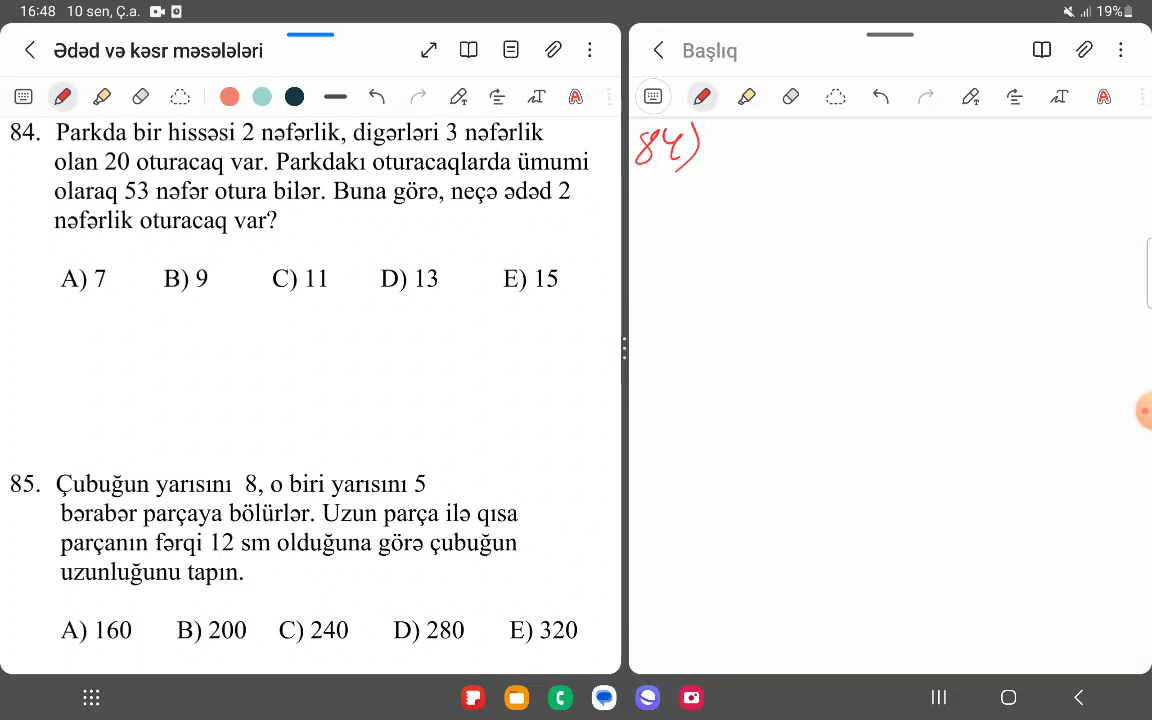 16:48 10 sen, Ç.a. 19%
Ədəd və kəsr məsələləri
Başlıq
84. Parkda bir hissəsi 2 nəfərlik, digərləri 3 nəfərlik
olan 20 oturacaq var. Parkdakı oturacaqlarda ümumi
olaraq 53 nəfər otura bilər. Buna görə, neçə ədəd 2
nəfərlik oturacaq var?
A) 7 B) 9 C) 11 D) 13 E) 15
85. Çubuğun yarısını 8, o biri yarısını 5
bərabər parçaya bölürlər. Uzun parça ilə qısa
parçanın fərqi 12 sm olduğuna görə çubuğun
uzunluğunu tapın.
A) 160 B) 200 C) 240 D) 280 E) 320
84)